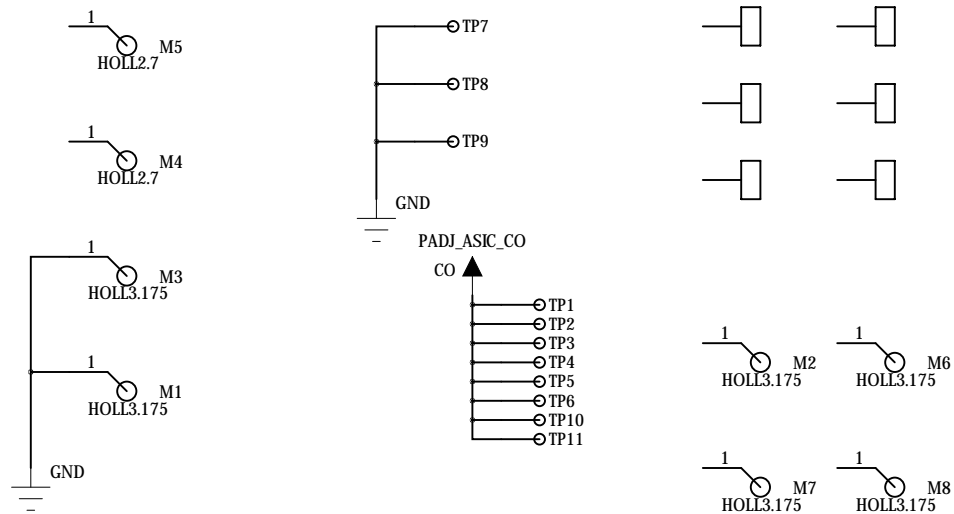 1
M5
HOLL2.7
1
M4
HOLL2.7
1
M3
HOLL3.175
1
M1
HOLL3.175
GND
TP7
TP8
TP9
GND
PADJ_ASIC_CO
CO
TP1
TP2
TP3
TP4
TP5
TP6
TP10
TP11
1
M2
HOLL3.175
1
M6
HOLL3.175
1
M7
HOLL3.175
1
M8
HOLL3.175